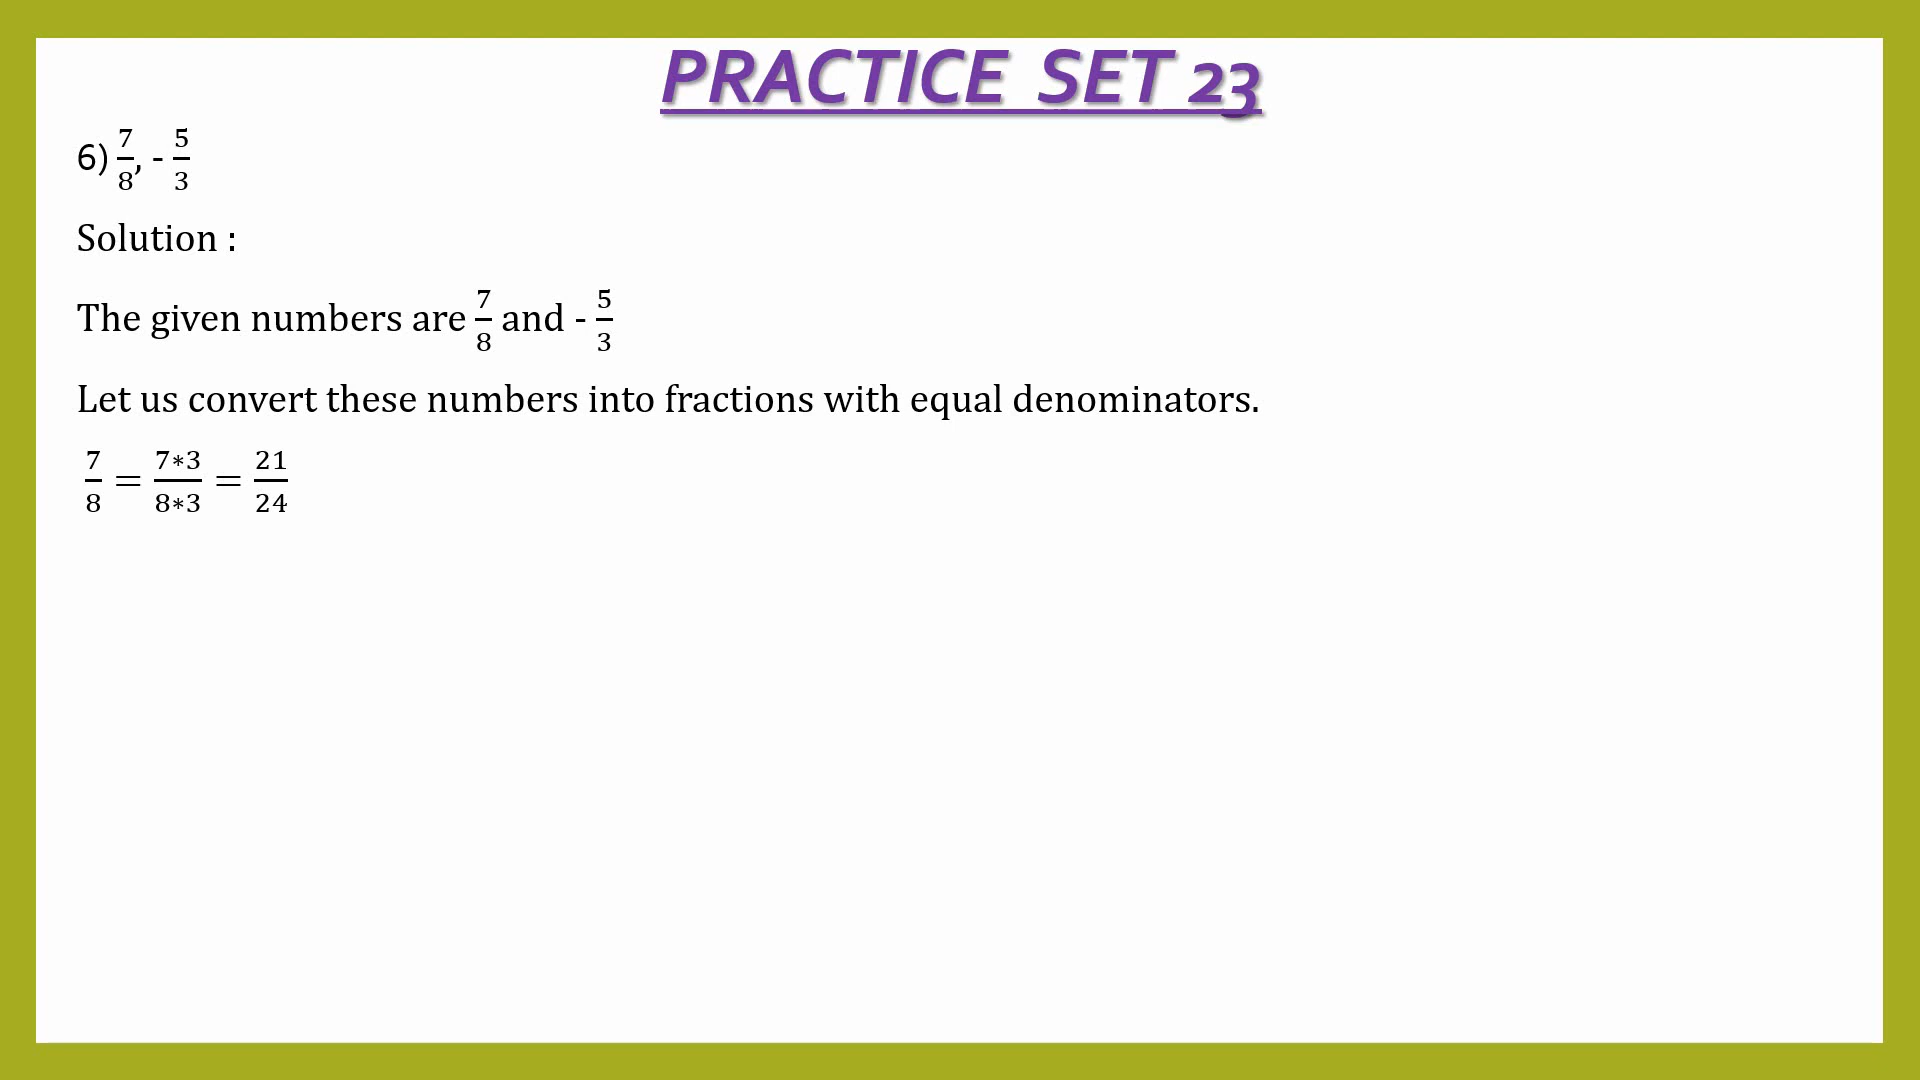 PRACTICE SET 23
6) 7/8, - 5/3
Solution :
The given numbers are 7/8 and - 5/3
Let us convert these numbers into fractions with equal denominators.
7/8 = 7*3/8*3 = 21/24